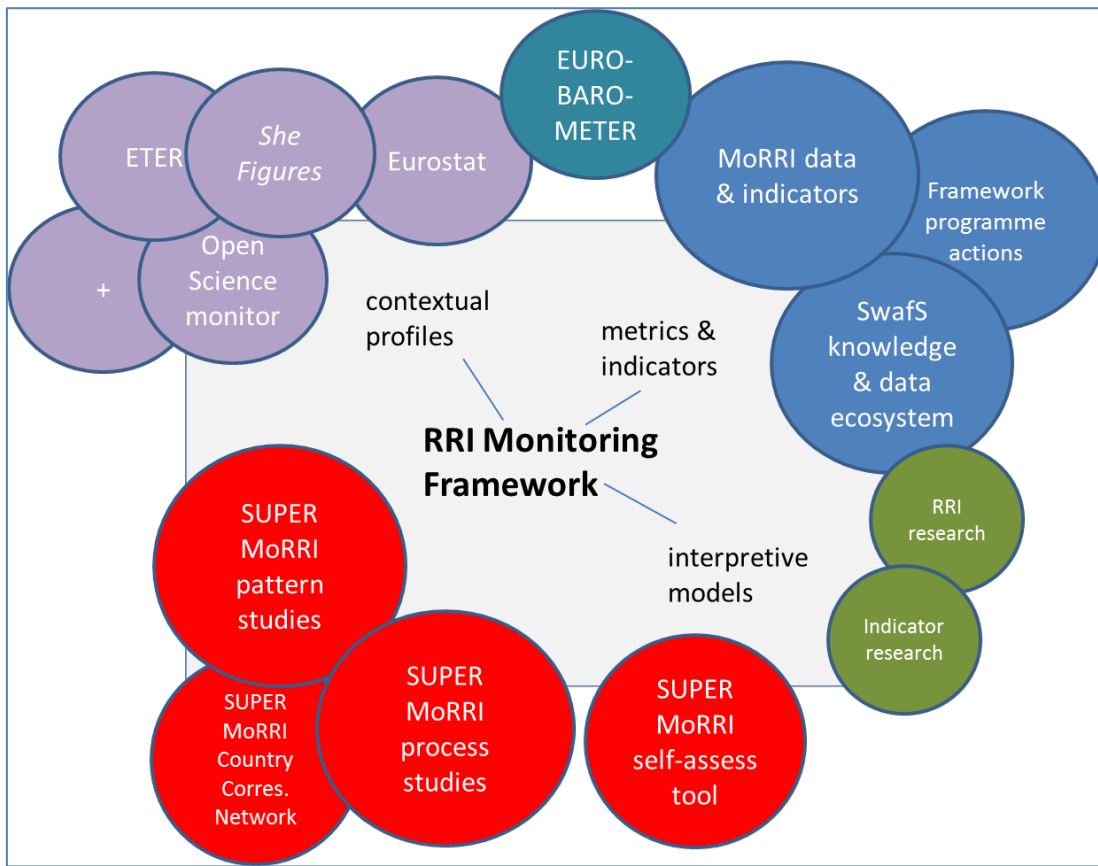 EURO-
BARO-
METER
ETER
She
Figures
Eurostat
MoRRI data
& indicators
Framework
programme
actions
+
Open
Science
monitor
contextual
profiles
metrics &
indicators
SwafS
knowledge
& data
ecosystem
RRI Monitoring
Framework
RRI
research
SUPER
MoRRI
pattern
studies
interpretive
models
Indicator
research
SUPER
MoRRI
Country
Corres.
Network
SUPER
MoRRI
process
studies
SUPER
MoRRI
self-assess
tool